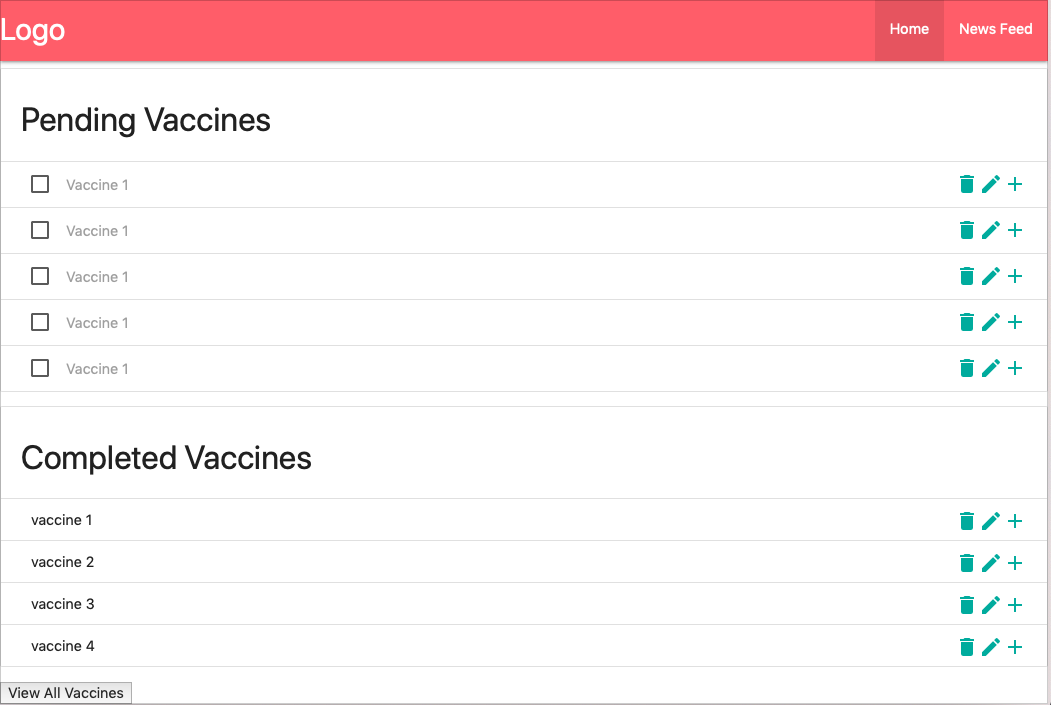 Logo
Home
News Feed
Pending Vaccines
Vaccine 1
Vaccine 1
Vaccine 1
Vaccine 1
Vaccine 1
Completed Vaccines
vaccine 1
vaccine 2
vaccine 3
vaccine 4
View All Vaccines